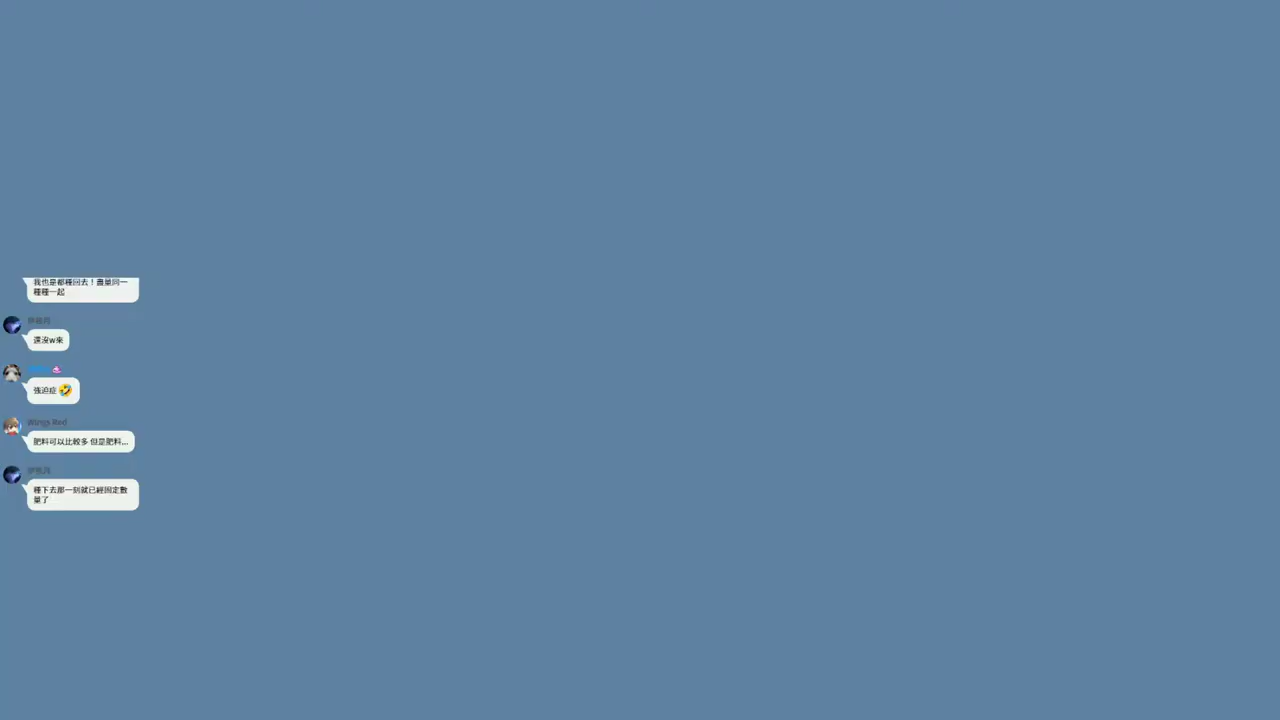 我也是都種回去！盡量同一
種種一起
還沒w來
強迫症🤣
Wings Red
肥料可以比較多 但是肥料...
種下去那一刻就已經固定數
量了